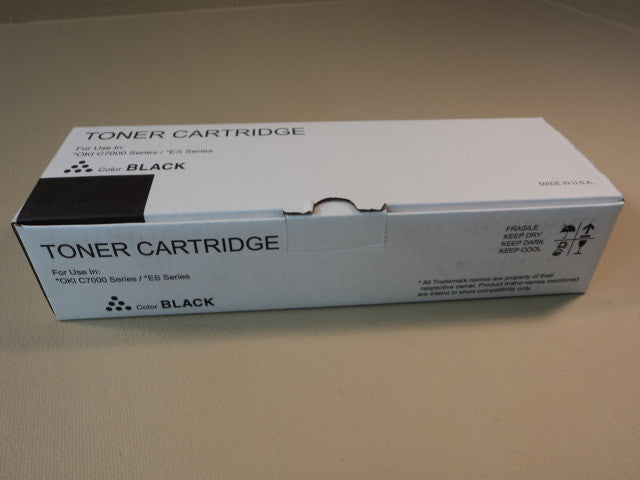 TONER CARTRIDGE
For Use In:
*OKI C7000 Series / *ES Series
Color BLACK
MADE IN U.S.A.
TONER CARTRIDGE
For Use In:
*OKI C7000 Series / *ES Series
Color BLACK
FRAGILE
KEEP DRY
KEEP DARK
KEEP COOL
* All Trademark names are property of their
respective owner. Product brand names mentioned
are intend to show compatibility only.